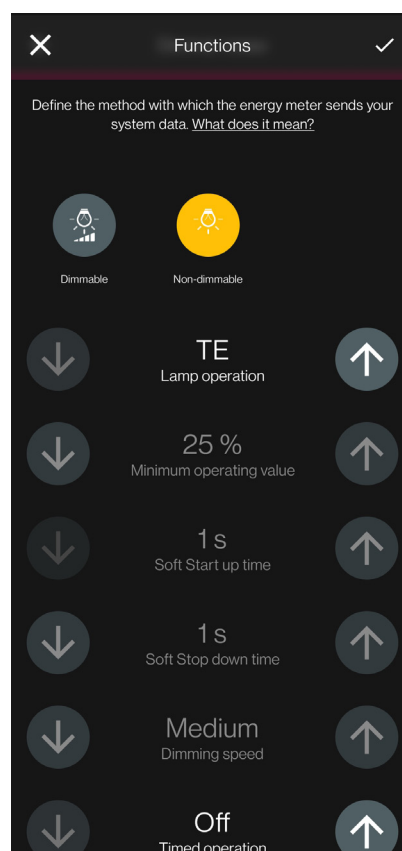 Functions
Define the method with which the energy meter sends your
system data. What does it mean?
Dimmable
Non-dimmable
TE
Lamp operation
25 %
Minimum operating value
1 s
Soft Start up time
1 s
Soft Stop down time
Medium
Dimming speed
Off
Timed operation